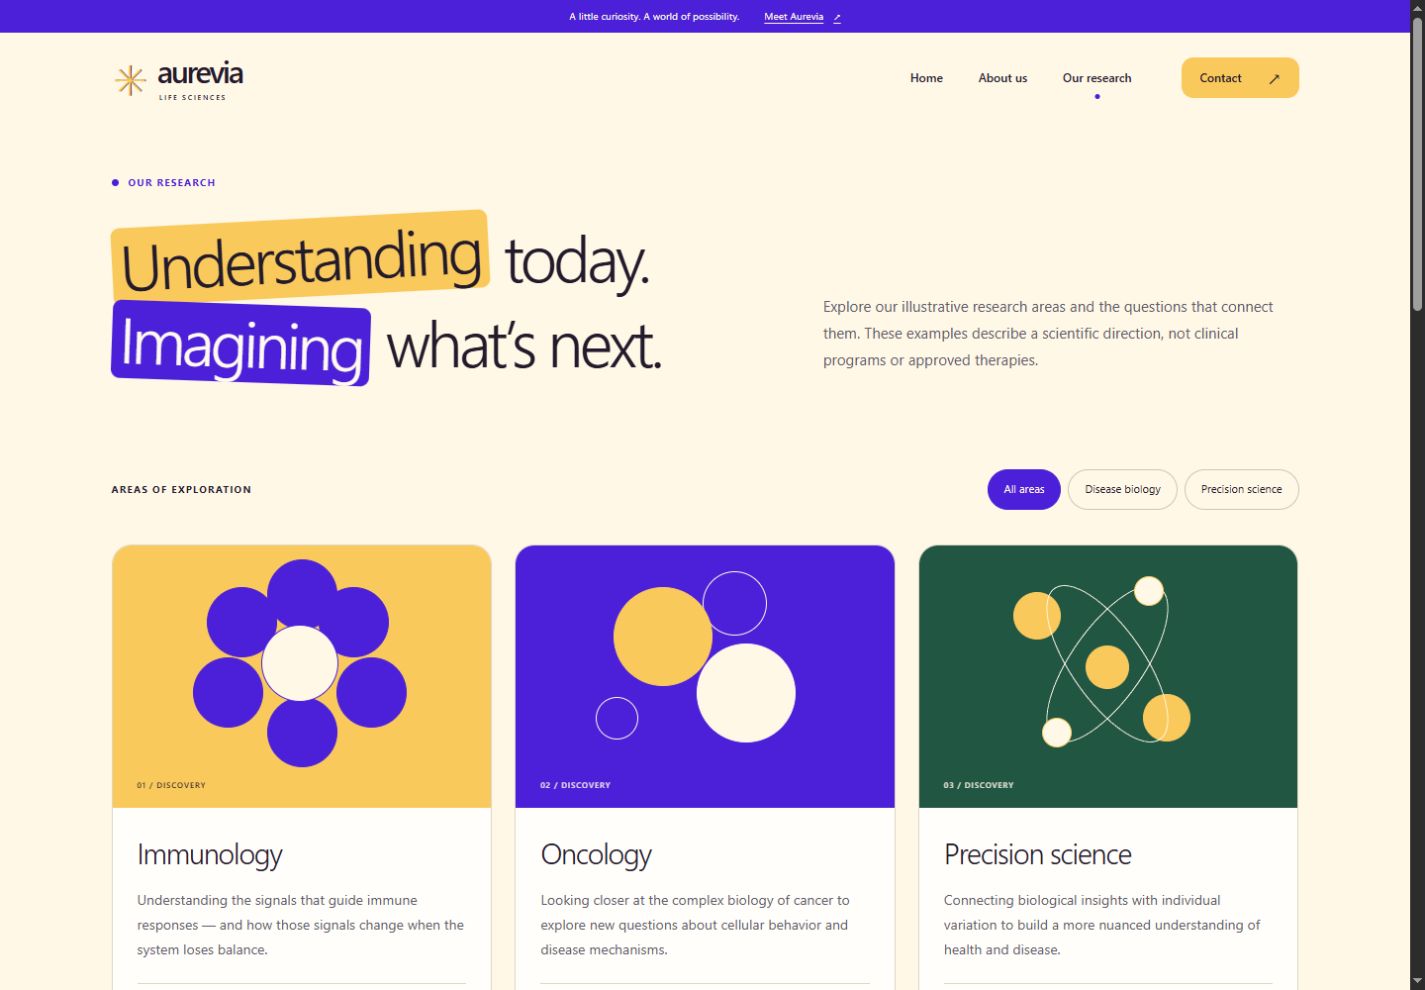 A little curiosity. A world of possibility. Meet Aurevia ↗
aurevia
LIFE SCIENCES
Home About us Our research Contact ↗
OUR RESEARCH
Understanding today.
Imagining what’s next.
Explore our illustrative research areas and the questions that connect
them. These examples describe a scientific direction, not clinical
programs or approved therapies.
AREAS OF EXPLORATION
All areas Disease biology Precision science
01 / DISCOVERY
02 / DISCOVERY
03 / DISCOVERY
Immunology
Understanding the signals that guide immune
responses — and how those signals change when the
system loses balance.
Oncology
Looking closer at the complex biology of cancer to
explore new questions about cellular behavior and
disease mechanisms.
Precision science
Connecting biological insights with individual
variation to build a more nuanced understanding of
health and disease.